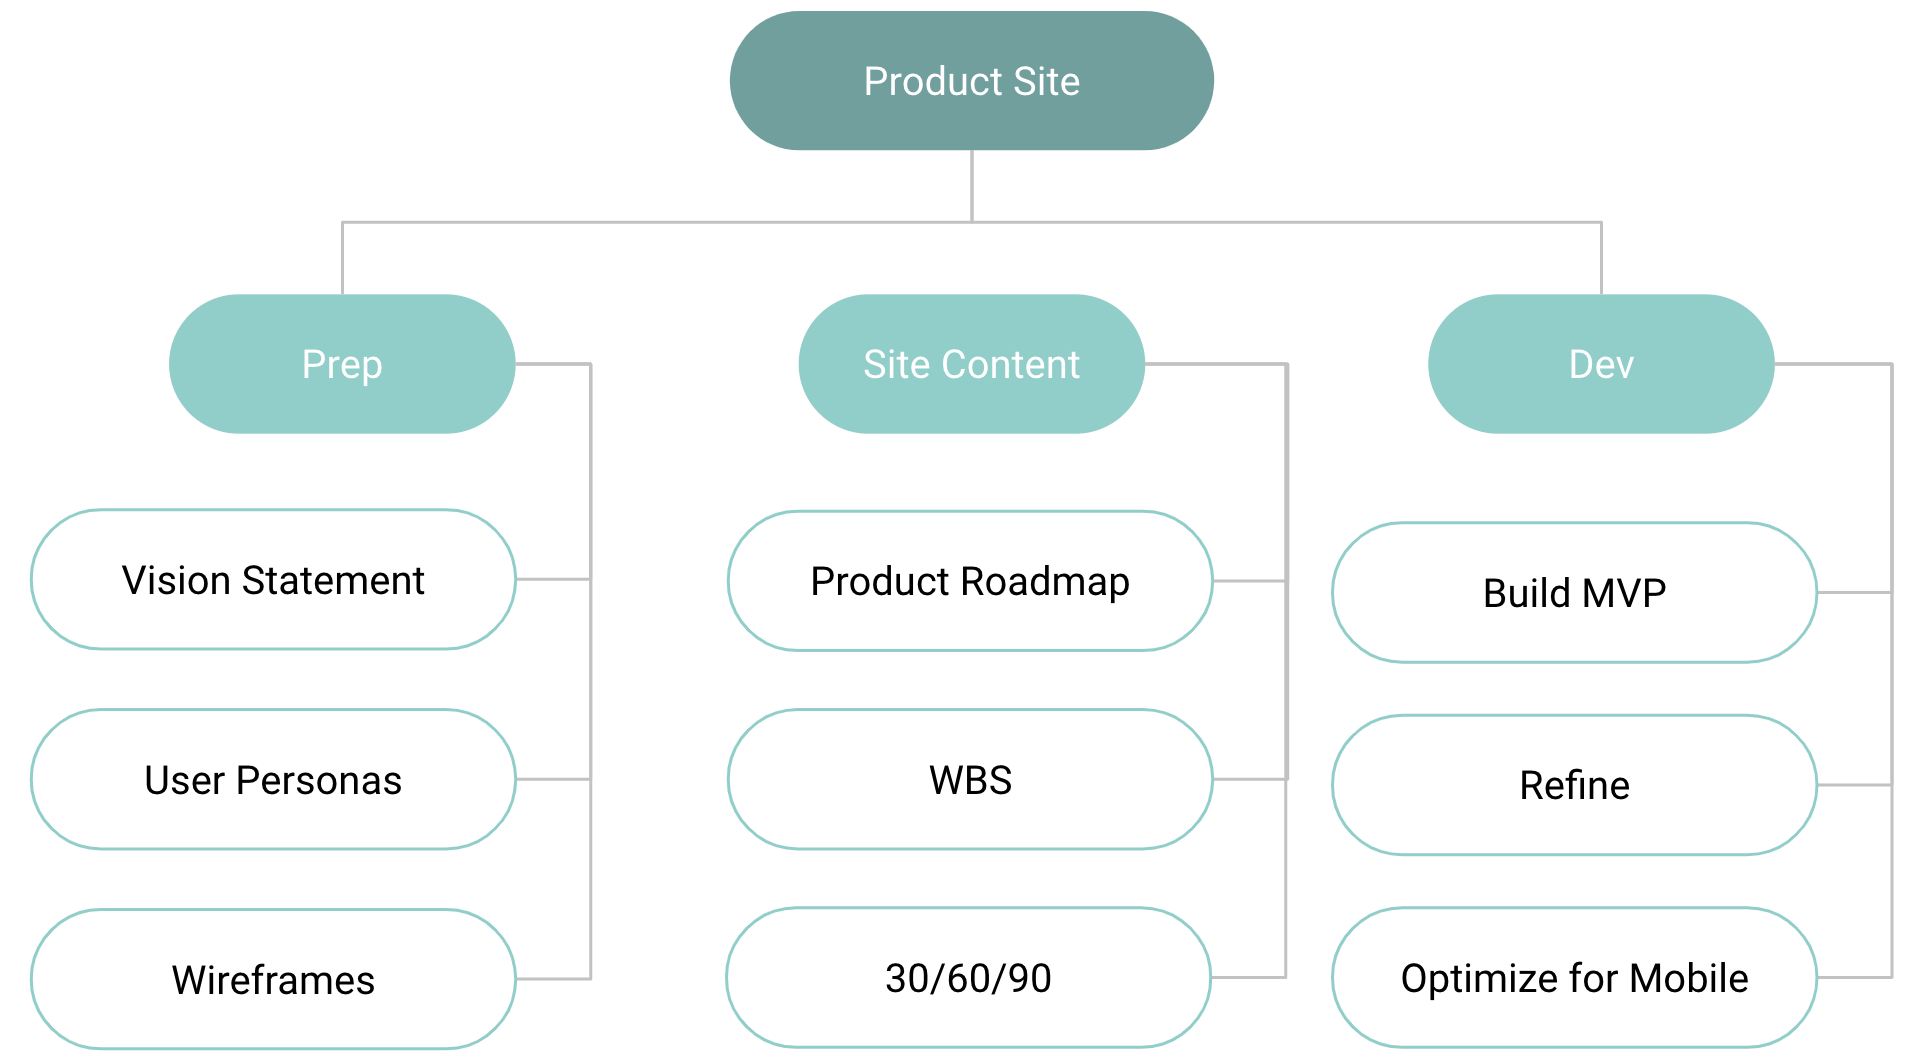 Product Site
Prep
Site Content
Dev
Vision Statement
Product Roadmap
Build MVP
User Personas
WBS
Refine
Wireframes
30/60/90
Optimize for Mobile